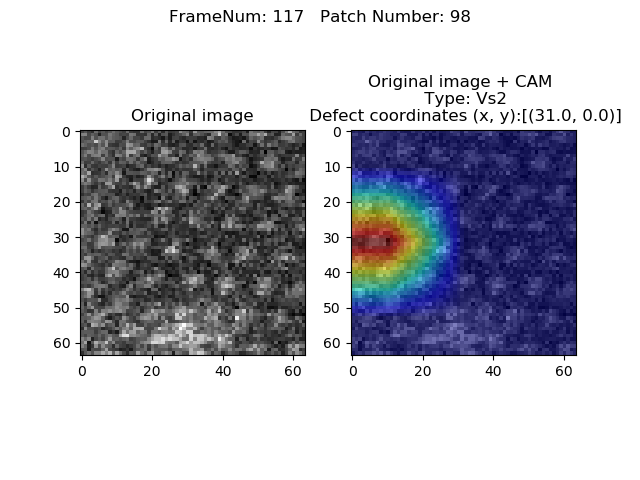 FrameNum: 117   Patch Number: 98
Original image
Original image + CAM
Type: Vs2
Defect coordinates (x, y):[(31.0, 0.0)]
0
10
20
30
40
50
60
0 20 40 60
0
10
20
30
40
50
60
0 20 40 60